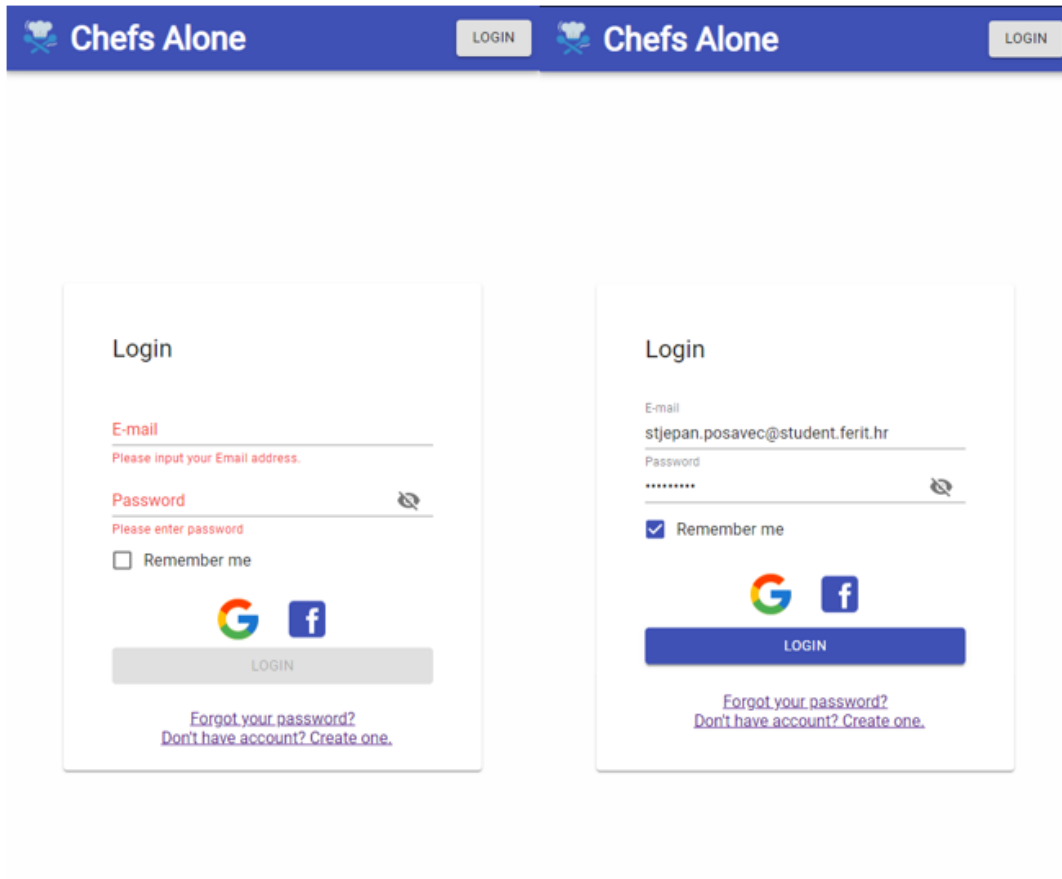 Chefs Alone
LOGIN
Login
E-mail
Please input your Email address.
Password
Please enter password
Remember me
LOGIN
Forgot your password?
Don't have account? Create one.
Chefs Alone
LOGIN
Login
E-mail
stjepan.posavec@student.ferit.hr
Password
•••••••••
Remember me
LOGIN
Forgot your password?
Don't have account? Create one.